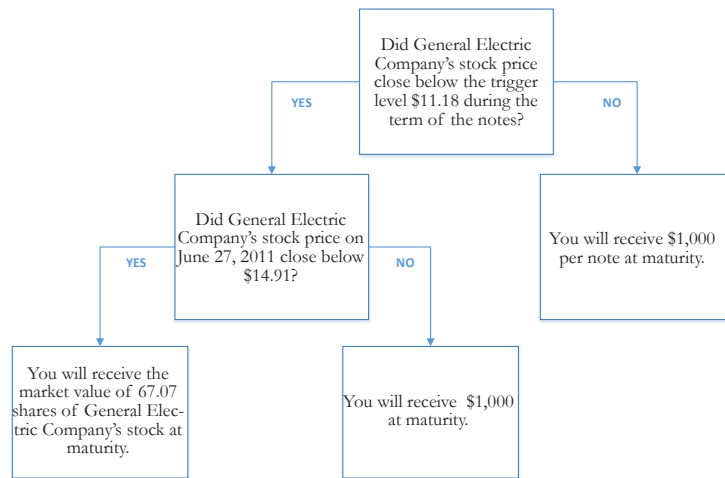 Did General Electric
Company's stock price
close below the trigger
level $11.18 during the
term of the notes?
YES
NO
Did General Electric
Company's stock price on
June 27, 2011 close below
$14.91?
You will receive $1,000
per note at maturity.
YES
NO
You will receive the
market value of 67.07
shares of General Elec-
tric Company's stock at
maturity.
You will receive $1,000
at maturity.